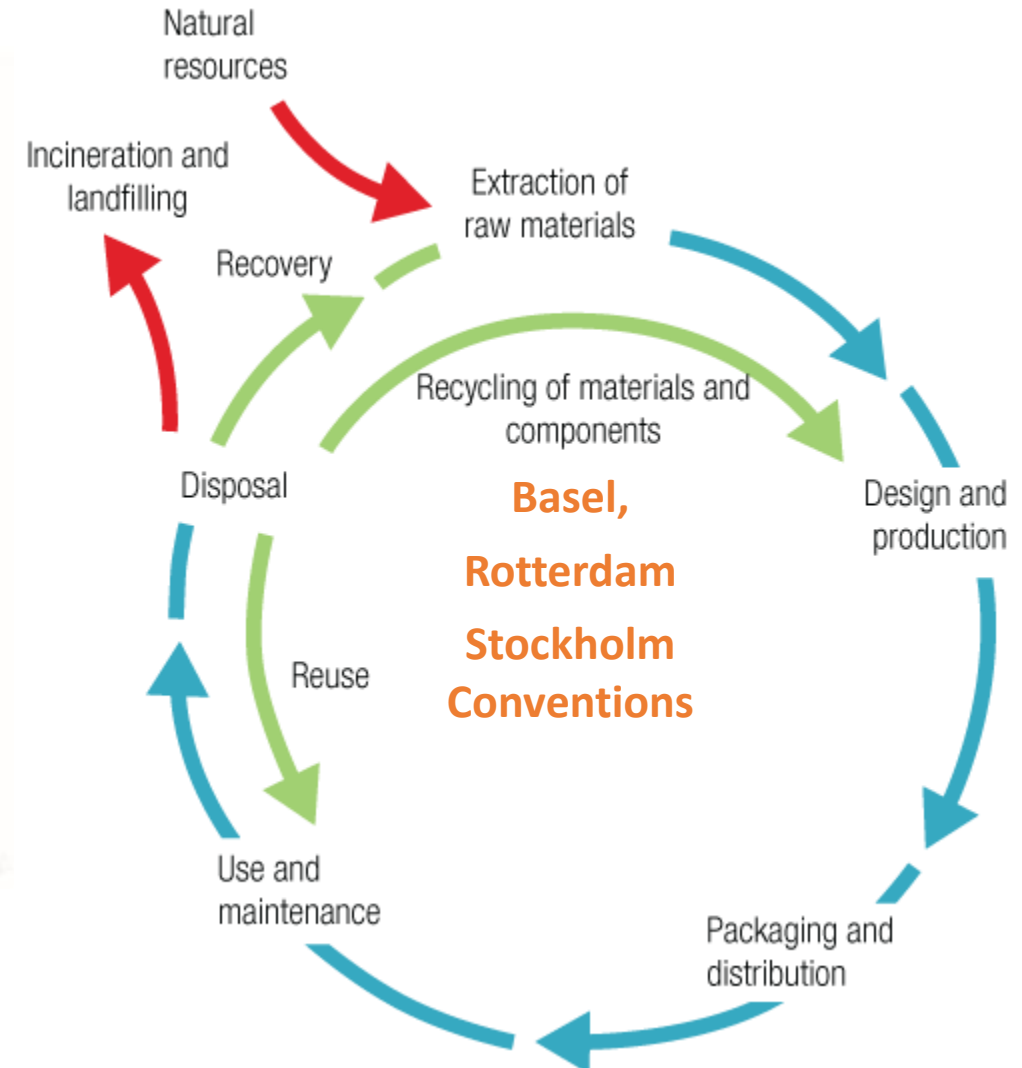 Natural
resources
Incineration and
landfilling
Extraction of
raw materials
Recovery
Recycling of materials and
components
Disposal
Basel,
Design and
production
Rotterdam
Stockholm
Conventions
Reuse
Use and
maintenance
Packaging and
distribution